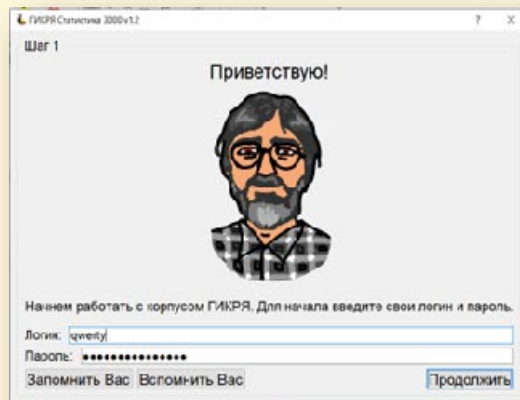 ГИКРЯ Статистика 3000 v1.2 ? X
Шаг 1
Приветствую!
Начнем работать с корпусом ГИКРЯ. Для начала введите свои логин и пароль.
Логин: qwerty
Пароль: ●●●●●●●●●●●●●●●
Запомнить Вас Вспомнить Вас Продолжить